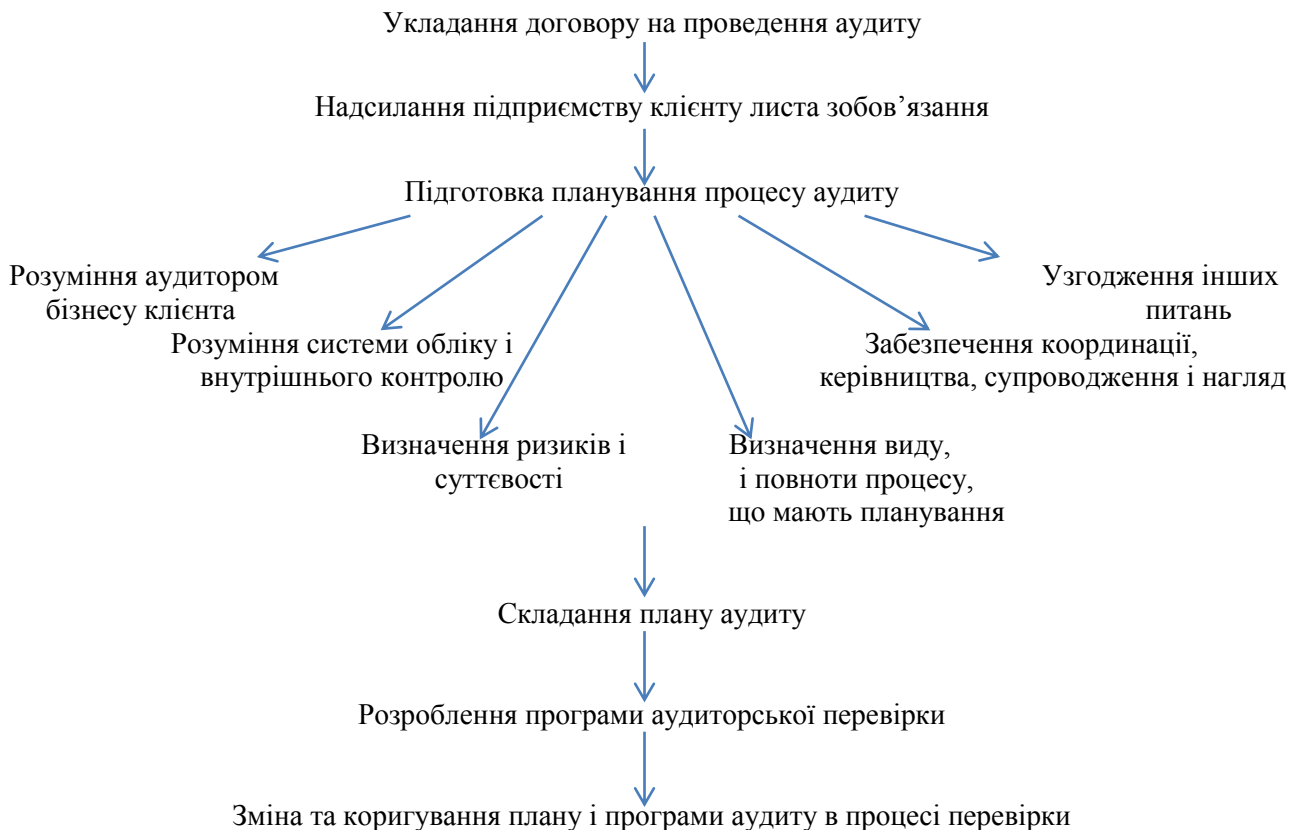 Укладання договору на проведення аудиту
Надсилання підприємству клієнту листа зобов’язання
Підготовка планування процесу аудиту
Розуміння аудитором
бізнесу клієнта
Узгодження інших
питань
Розуміння системи обліку і
внутрішнього контролю
Забезпечення координації,
керівництва, супроводження і нагляд
Визначення ризиків і
суттєвості
Визначення виду,
і повноти процесу,
що мають планування
Складання плану аудиту
Розроблення програми аудиторської перевірки
Зміна та коригування плану і програми аудиту в процесі перевірки